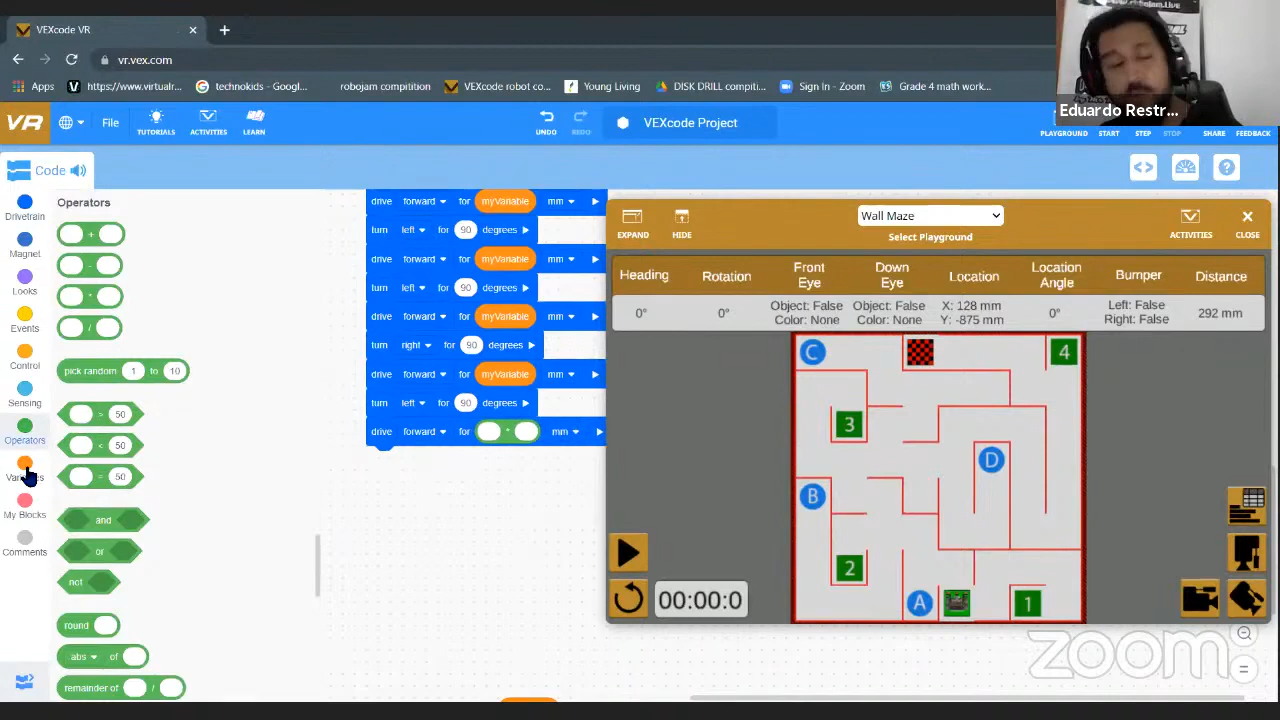 VEXcode VR
vr.vex.com
Apps
https://www.virtualr...
technokids - Googl...
robojam compitition
VEXcode robot co...
Young Living
DISK DRILL compiti...
Sign In - Zoom
Grade 4 math work...
Eduardo Restr...
VR
File
TUTORIALS
ACTIVITIES
LEARN
UNDO
REDO
VEXcode Project
PLAYGROUND
START
STEP
STOP
SHARE
FEEDBACK
Code
Drivetrain
Magnet
Looks
Events
Control
Sensing
Operators
My Blocks
Comments
Operators
+
-
*
/
pick random 1 to 10
> 50
< 50
= 50
and
or
not
round
abs of
remainder of /
drive forward for myVariable mm
turn left for 90 degrees
drive forward for myVariable mm
turn left for 90 degrees
drive forward for myVariable mm
turn right for 90 degrees
drive forward for myVariable mm
turn left for 90 degrees
drive forward for * mm
EXPAND
HIDE
Wall Maze
Select Playground
ACTIVITIES
CLOSE
Heading Rotation Front Eye Down Eye Location Location Angle Bumper Distance
0° 0° Object: False Color: None Object: False Color: None X: 128 mm Y: -875 mm 0° Left: False Right: False 292 mm
C
4
3
D
B
2
A
1
00:00:0
zoom